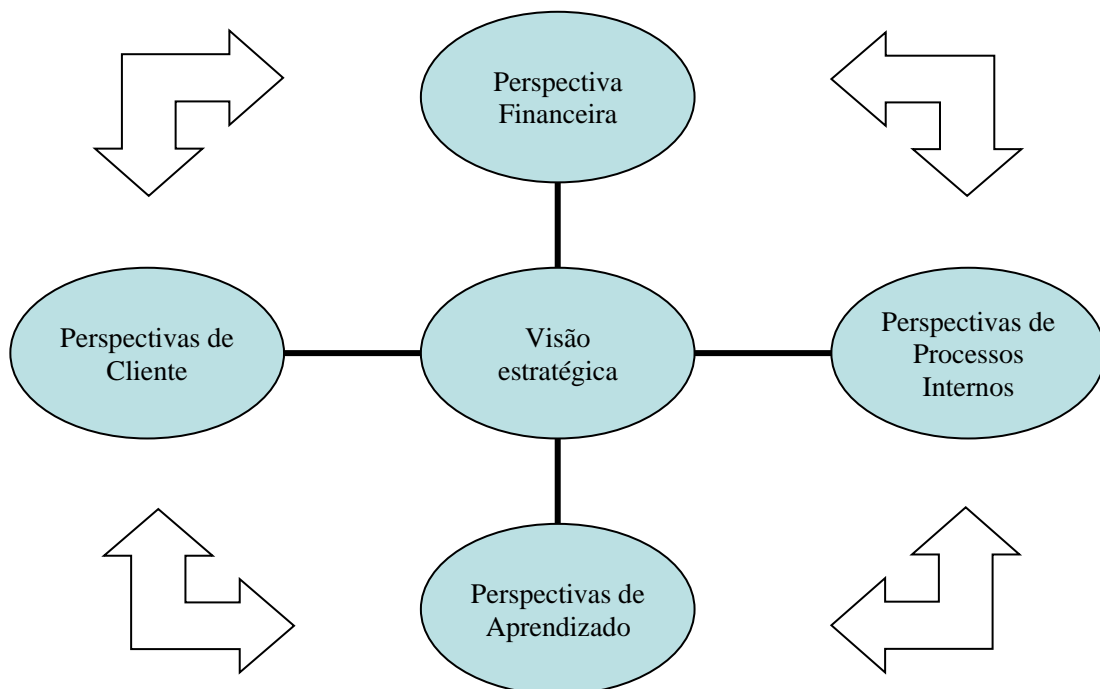 Perspectiva
Financeira
Perspectivas de
Cliente
Visão
estratégica
Perspectivas de
Processos
Internos
Perspectivas de
Aprendizado